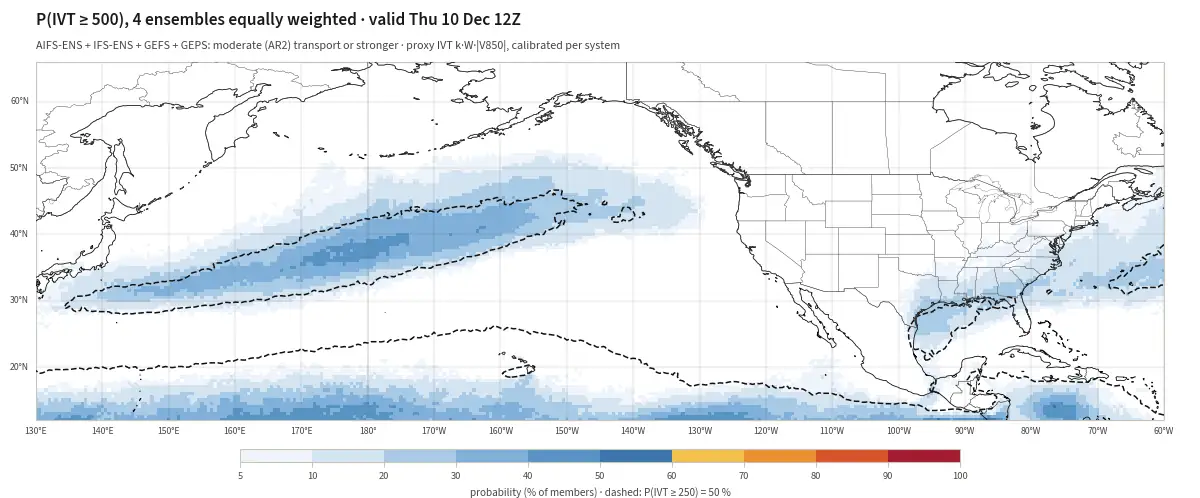 P(IVT ≥ 500), 4 ensembles equally weighted · valid Thu 10 Dec 12Z
AIFS-ENS + IFS-ENS + GEFS + GEPS: moderate (AR2) transport or stronger · proxy IVT k·W·|V850|, calibrated per system
60°N
50°N
40°N
30°N
20°N
130°E 140°E 150°E 160°E 170°E 180° 170°W 160°W 150°W 140°W 130°W 120°W 110°W 100°W 90°W 80°W 70°W 60°W
5 10 20 30 40 50 60 70 80 90 100
probability (% of members) · dashed: P(IVT ≥ 250) = 50 %